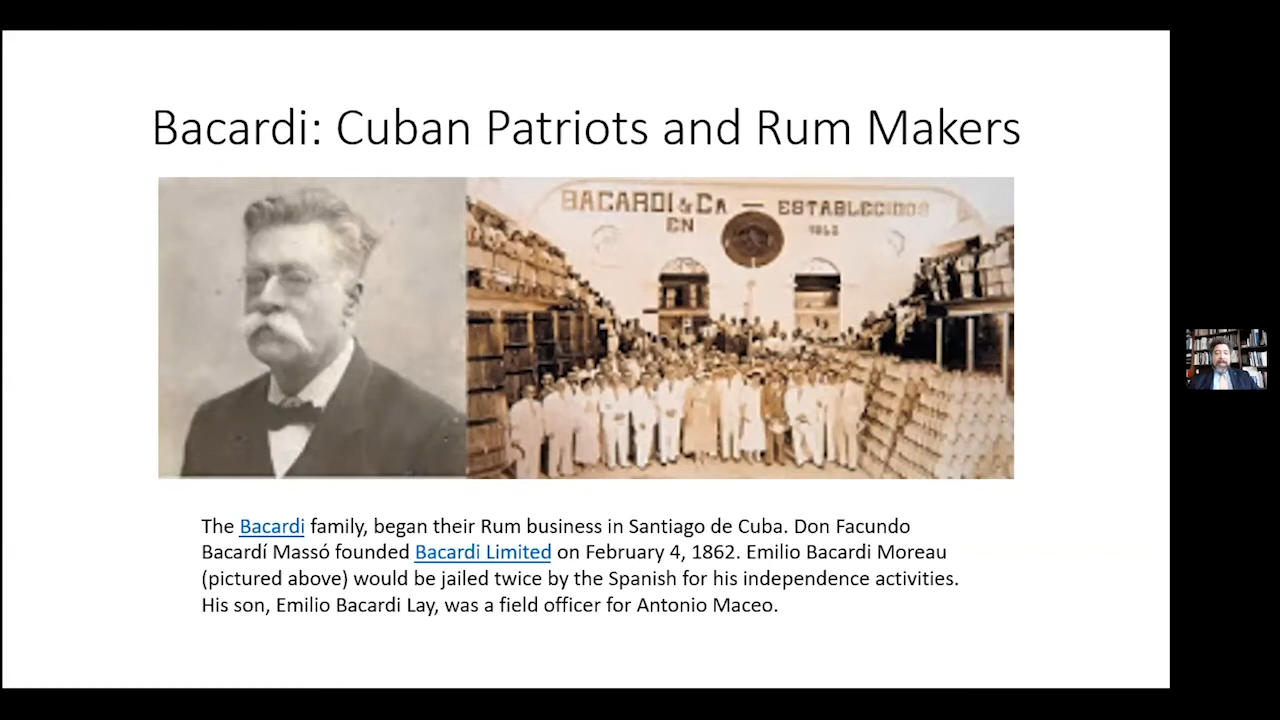 Bacardi: Cuban Patriots and Rum Makers
BACARDI & CA — ESTABLECIDOS
EN 1862
The Bacardi family, began their Rum business in Santiago de Cuba. Don Facundo
Bacardí Massó founded Bacardi Limited on February 4, 1862. Emilio Bacardi Moreau
(pictured above) would be jailed twice by the Spanish for his independence activities.
His son, Emilio Bacardi Lay, was a field officer for Antonio Maceo.